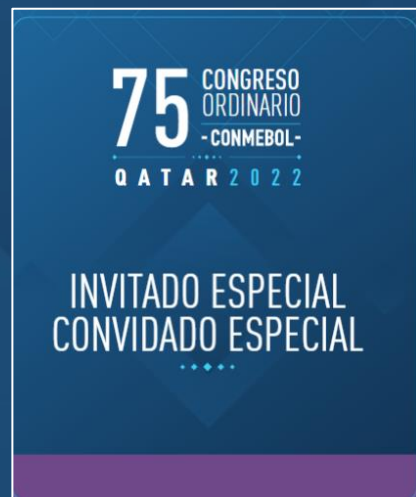 75 CONGRESO
ORDINARIO
- CONMEBOL-
QATAR 2022
INVITADO ESPECIAL
CONVIDADO ESPECIAL